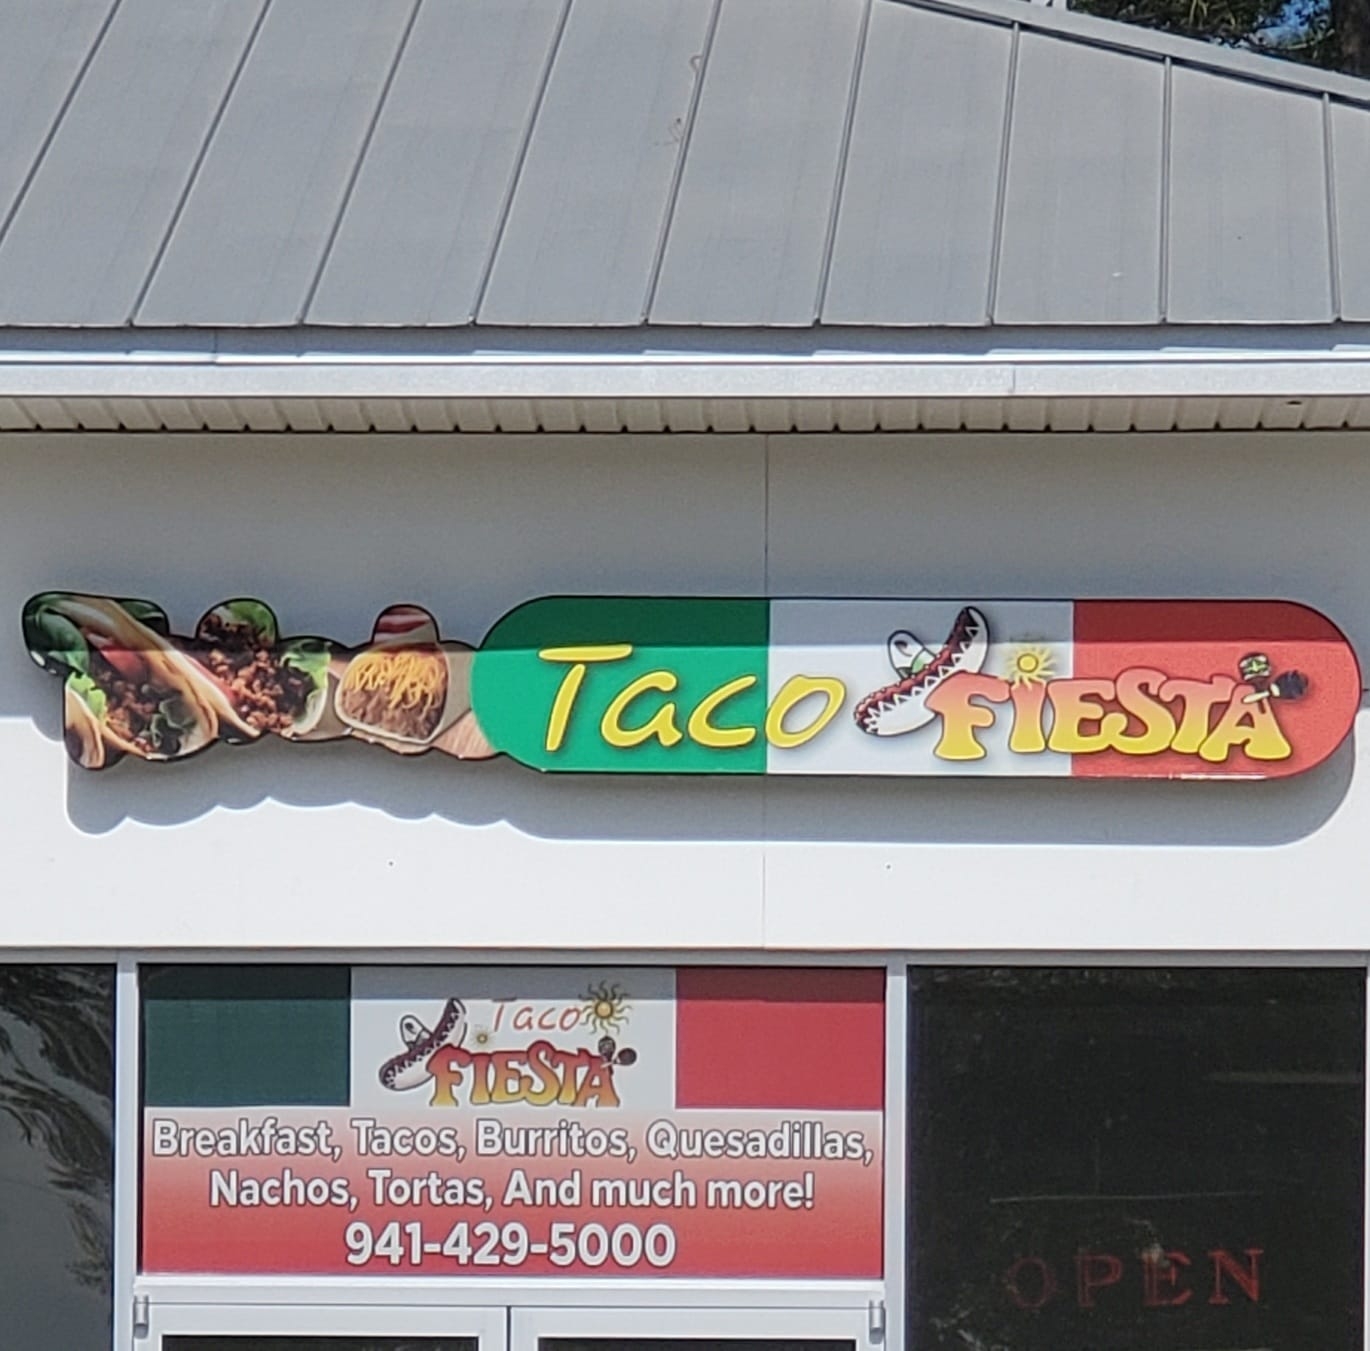 Taco FIESTA
Taco
FIESTA
Breakfast, Tacos, Burritos, Quesadillas,
Nachos, Tortas, And much more!
941-429-5000
OPEN